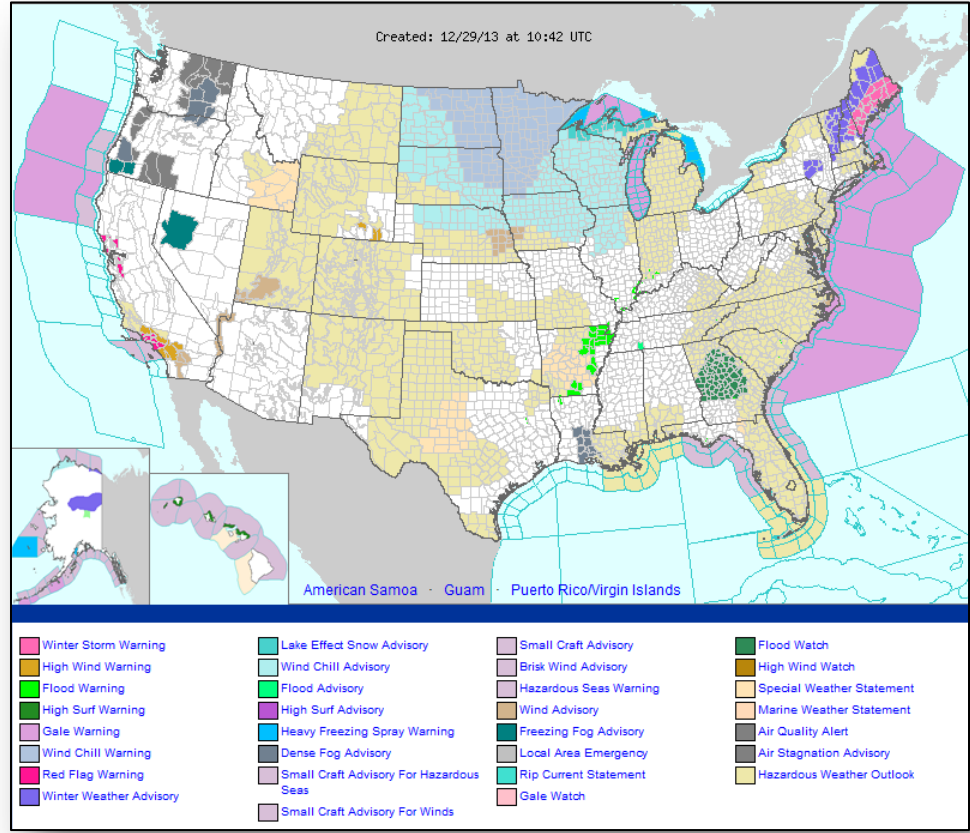 Created: 12/29/13 at 10:42 UTC
American Samoa · Guam · Puerto Rico/Virgin Islands
Winter Storm Warning
High Wind Warning
Flood Warning
High Surf Warning
Gale Warning
Wind Chill Warning
Red Flag Warning
Winter Weather Advisory
Lake Effect Snow Advisory
Wind Chill Advisory
Flood Advisory
High Surf Advisory
Heavy Freezing Spray Warning
Dense Fog Advisory
Small Craft Advisory For Hazardous
Seas
Small Craft Advisory For Winds
Small Craft Advisory
Brisk Wind Advisory
Hazardous Seas Warning
Wind Advisory
Freezing Fog Advisory
Local Area Emergency
Rip Current Statement
Gale Watch
Flood Watch
High Wind Watch
Special Weather Statement
Marine Weather Statement
Air Quality Alert
Air Stagnation Advisory
Hazardous Weather Outlook